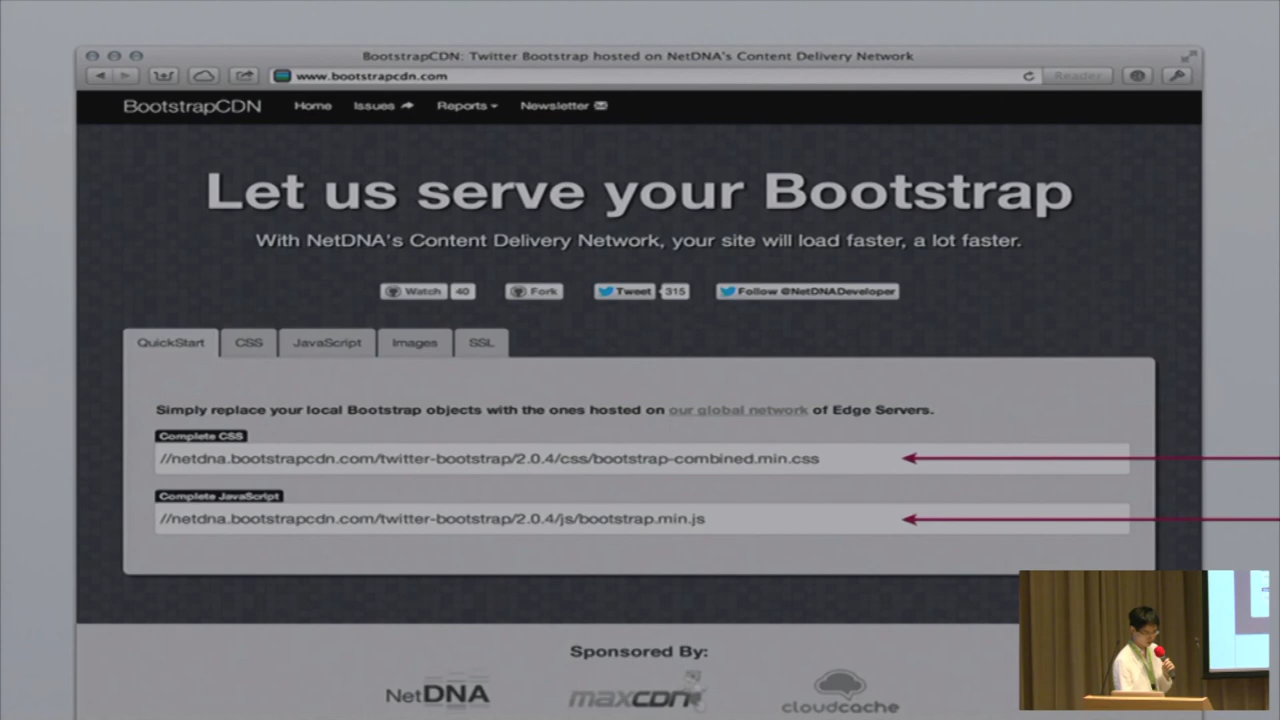 BootstrapCDN: Twitter Bootstrap hosted on NetDNA's Content Delivery Network
www.bootstrapcdn.com
Reader
BootstrapCDN Home Issues Reports Newsletter
Let us serve your Bootstrap
With NetDNA's Content Delivery Network, your site will load faster, a lot faster.
Watch 40 Fork Tweet 315 Follow @NetDNADeveloper
QuickStart CSS JavaScript Images SSL
Simply replace your local Bootstrap objects with the ones hosted on our global network of Edge Servers.
Complete CSS
//netdna.bootstrapcdn.com/twitter-bootstrap/2.0.4/css/bootstrap-combined.min.css
Complete JavaScript
//netdna.bootstrapcdn.com/twitter-bootstrap/2.0.4/js/bootstrap.min.js
Sponsored By:
NetDNA maxcdn cloudcache